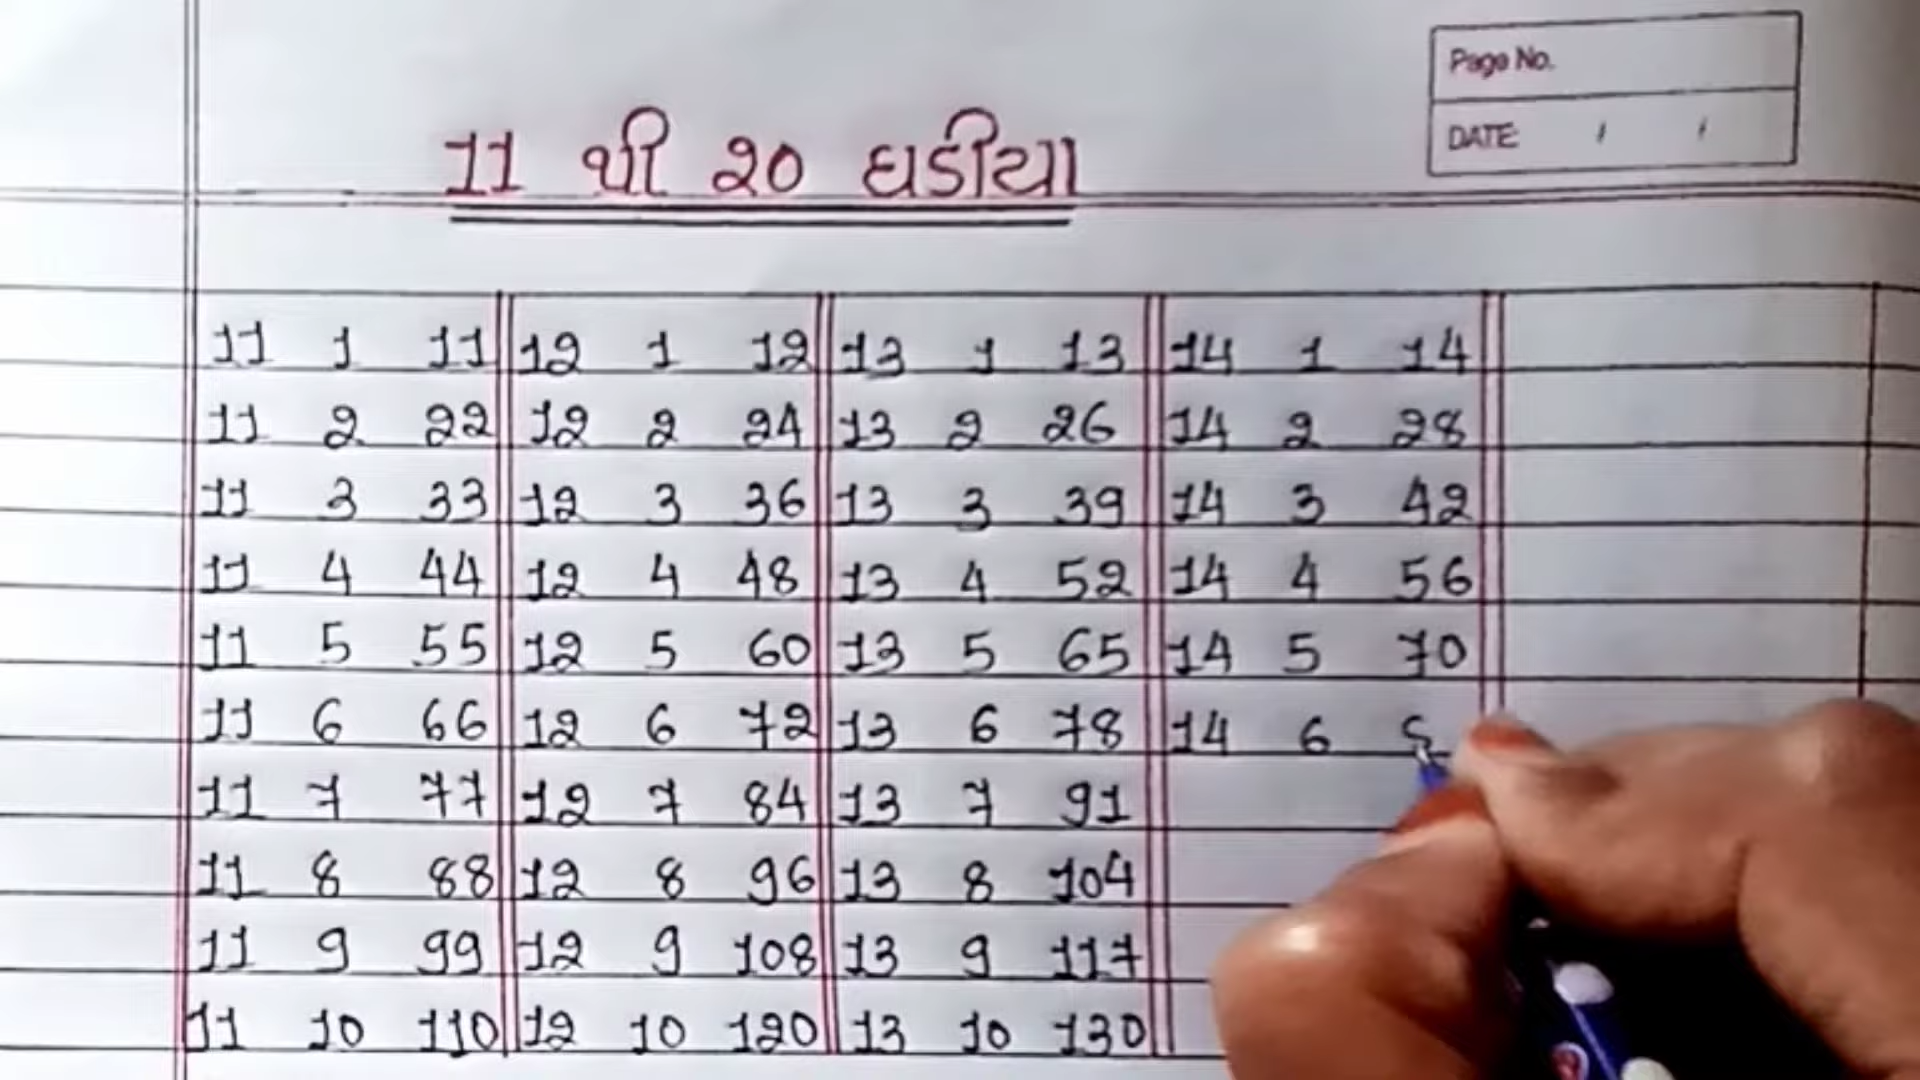 Page No.
DATE / /
11 થી 20 ઘડીયા
11 1 11 12 1 12 13 1 13 14 1 14
11 2 22 12 2 24 13 2 26 14 2 28
11 3 33 12 3 36 13 3 39 14 3 42
11 4 44 12 4 48 13 4 52 14 4 56
11 5 55 12 5 60 13 5 65 14 5 70
11 6 66 12 6 72 13 6 78 14 6
11 7 77 12 7 84 13 7 91
11 8 88 12 8 96 13 8 104
11 9 99 12 9 108 13 9 117
11 10 110 12 10 120 13 10 130